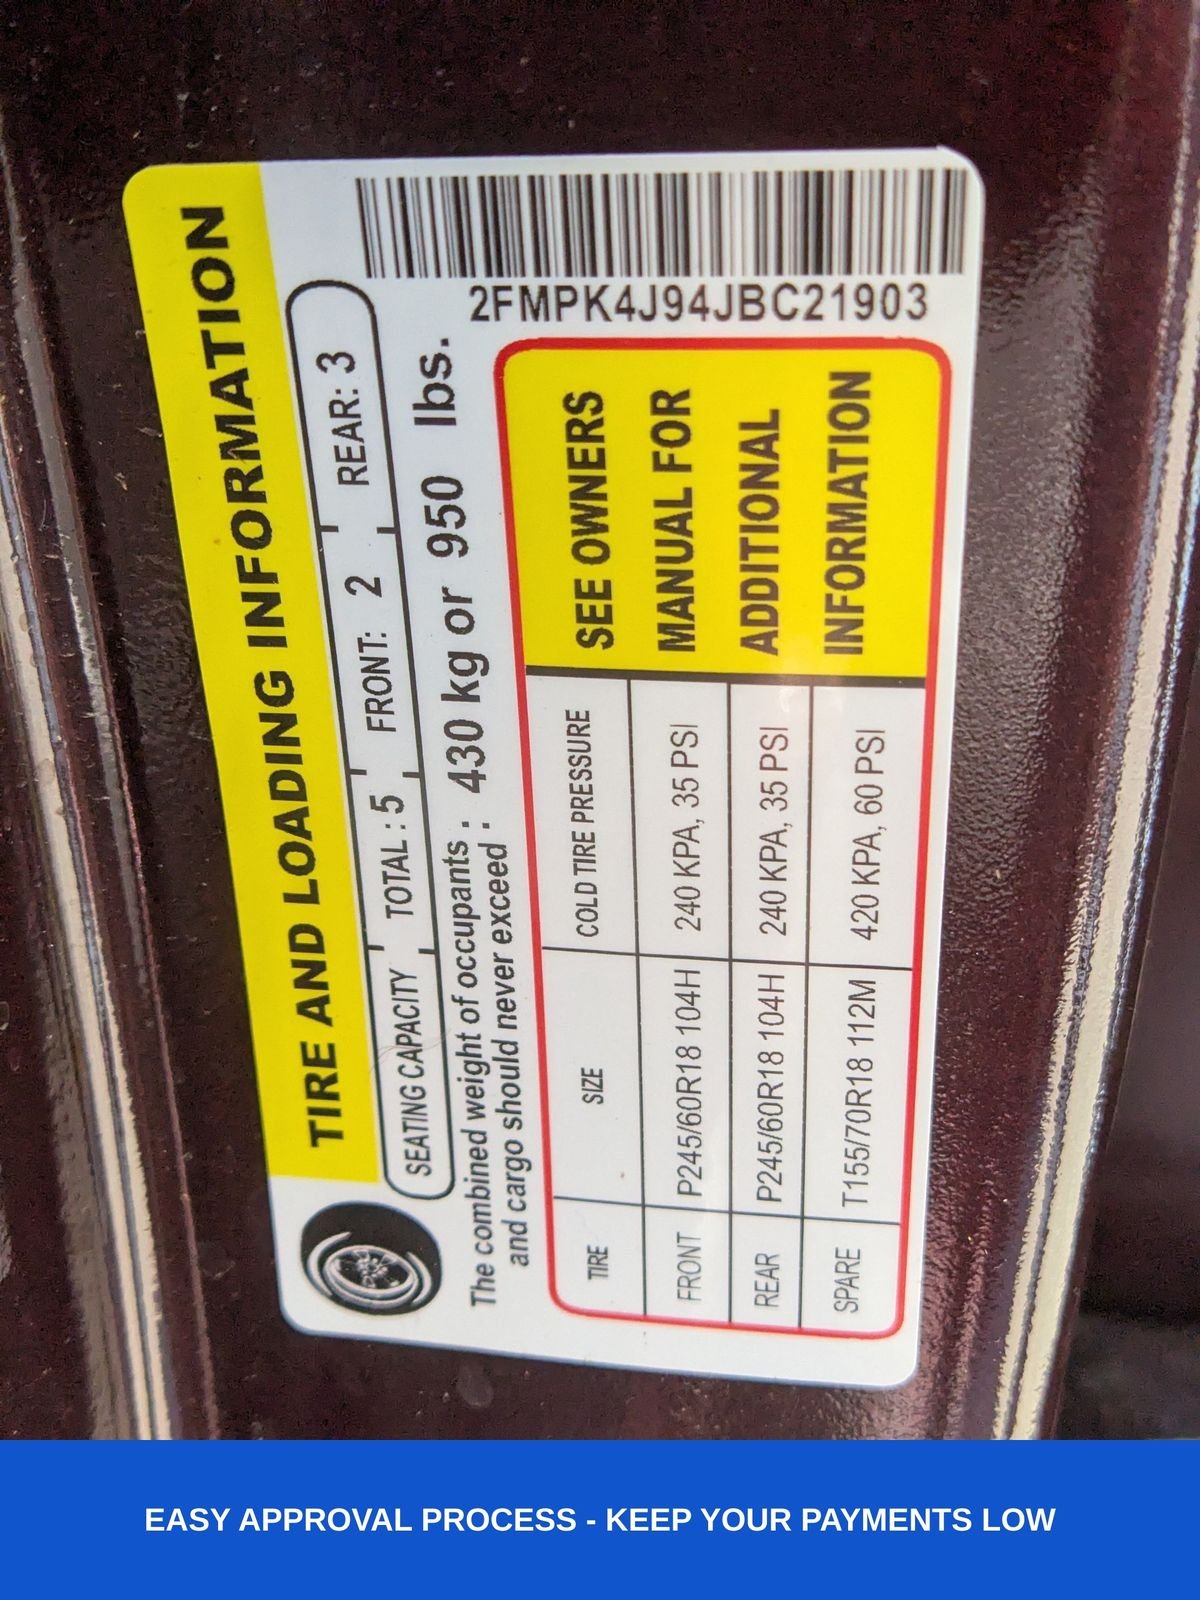 TIRE AND LOADING INFORMATION
SEATING CAPACITY TOTAL : 5 FRONT: 2 REAR: 3
The combined weight of occupants : 430 kg or 950 lbs.
and cargo should never exceed :
2FMPK4J94JBC21903
TIRE SIZE COLD TIRE PRESSURE
FRONT P245/60R18 104H 240 KPA, 35 PSI
REAR P245/60R18 104H 240 KPA, 35 PSI
SPARE T155/70R18 112M 420 KPA, 60 PSI
SEE OWNERS
MANUAL FOR
ADDITIONAL
INFORMATION
EASY APPROVAL PROCESS - KEEP YOUR PAYMENTS LOW